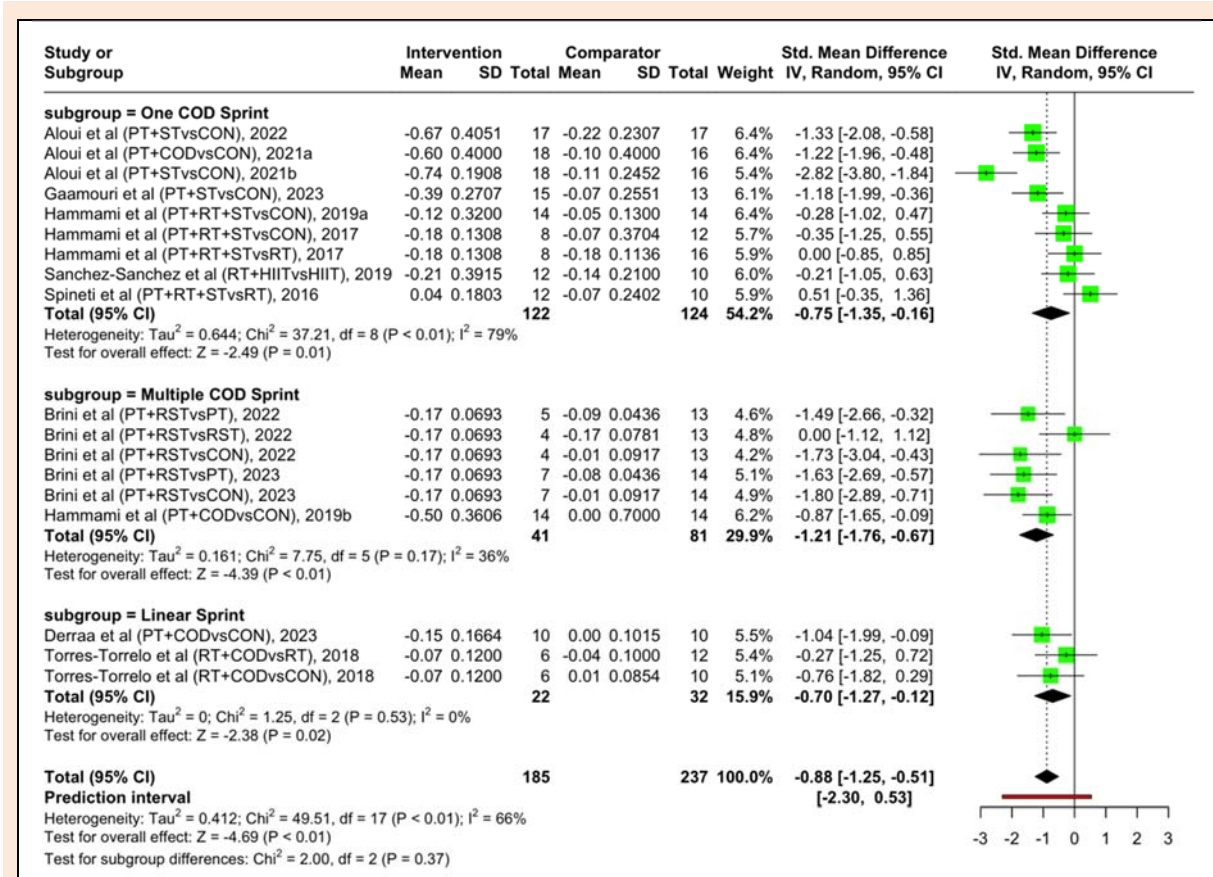 Study or Intervention Comparator Std. Mean Difference Std. Mean Difference
Subgroup Mean SD Total Mean SD Total Weight IV, Random, 95% CI IV, Random, 95% CI
subgroup = One COD Sprint
Aloui et al (PT+STvsCON), 2022 -0.67 0.4051 17 -0.22 0.2307 17 6.4% -1.33 [-2.08, -0.58]
Aloui et al (PT+CODvsCON), 2021a -0.60 0.4000 18 -0.10 0.4000 16 6.4% -1.22 [-1.96, -0.48]
Aloui et al (PT+STvsCON), 2021b -0.74 0.1908 18 -0.11 0.2452 16 5.4% -2.82 [-3.80, -1.84]
Gaamouri et al (PT+STvsCON), 2023 -0.39 0.2707 15 -0.07 0.2551 13 6.1% -1.18 [-1.99, -0.36]
Hammami et al (PT+RT+STvsCON), 2019a -0.12 0.3200 14 -0.05 0.1300 14 6.4% -0.28 [-1.02, 0.47]
Hammami et al (PT+RT+STvsCON), 2017 -0.18 0.1308 8 -0.07 0.3704 12 5.7% -0.35 [-1.25, 0.55]
Hammami et al (PT+RT+STvsRT), 2017 -0.18 0.1308 8 -0.18 0.1136 16 5.9% 0.00 [-0.85, 0.85]
Sanchez-Sanchez et al (RT+HIITvsHIIT), 2019 -0.21 0.3915 12 -0.14 0.2100 10 6.0% -0.21 [-1.05, 0.63]
Spineti et al (PT+RT+STvsRT), 2016 0.04 0.1803 12 -0.07 0.2402 10 5.9% 0.51 [-0.35, 1.36]
Total (95% CI) 122 124 54.2% -0.75 [-1.35, -0.16]
Heterogeneity: Tau² = 0.644; Chi² = 37.21, df = 8 (P < 0.01); I² = 79%
Test for overall effect: Z = -2.49 (P = 0.01)
subgroup = Multiple COD Sprint
Brini et al (PT+RSTvsPT), 2022 -0.17 0.0693 5 -0.09 0.0436 13 4.6% -1.49 [-2.66, -0.32]
Brini et al (PT+RSTvsRST), 2022 -0.17 0.0693 4 -0.17 0.0781 13 4.8% 0.00 [-1.12, 1.12]
Brini et al (PT+RSTvsCON), 2022 -0.17 0.0693 4 -0.01 0.0917 13 4.2% -1.73 [-3.04, -0.43]
Brini et al (PT+RSTvsPT), 2023 -0.17 0.0693 7 -0.08 0.0436 14 5.1% -1.63 [-2.69, -0.57]
Brini et al (PT+RSTvsCON), 2023 -0.17 0.0693 7 -0.01 0.0917 14 4.9% -1.80 [-2.89, -0.71]
Hammami et al (PT+CODvsCON), 2019b -0.50 0.3606 14 0.00 0.7000 14 6.2% -0.87 [-1.65, -0.09]
Total (95% CI) 41 81 29.9% -1.21 [-1.76, -0.67]
Heterogeneity: Tau² = 0.161; Chi² = 7.75, df = 5 (P = 0.17); I² = 36%
Test for overall effect: Z = -4.39 (P < 0.01)
subgroup = Linear Sprint
Derraa et al (PT+CODvsCON), 2023 -0.15 0.1664 10 0.00 0.1015 10 5.5% -1.04 [-1.99, -0.09]
Torres-Torrelo et al (RT+CODvsRT), 2018 -0.07 0.1200 6 -0.04 0.1000 12 5.4% -0.27 [-1.25, 0.72]
Torres-Torrelo et al (RT+CODvsCON), 2018 -0.07 0.1200 6 0.01 0.0854 10 5.1% -0.76 [-1.82, 0.29]
Total (95% CI) 22 32 15.9% -0.70 [-1.27, -0.12]
Heterogeneity: Tau² = 0; Chi² = 1.25, df = 2 (P = 0.53); I² = 0%
Test for overall effect: Z = -2.38 (P = 0.02)
Total (95% CI) 185 237 100.0% -0.88 [-1.25, -0.51]
Prediction interval [-2.30, 0.53]
Heterogeneity: Tau² = 0.412; Chi² = 49.51, df = 17 (P < 0.01); I² = 66%
Test for overall effect: Z = -4.69 (P < 0.01)
Test for subgroup differences: Chi² = 2.00, df = 2 (P = 0.37)
-3 -2 -1 0 1 2 3